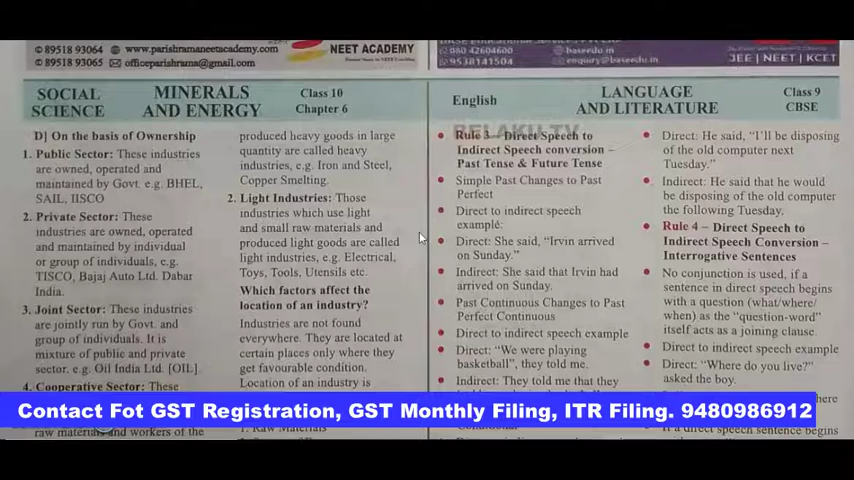 ✆ 89518 93064 www.parishramaneetacademy.com
✆ 89518 93065 officeparishrama@gmail.com
NEET ACADEMY
080 42604600
9538141504
baseedu.in
enquiry@baseedu.in
JEE | NEET | KCET
SOCIAL
SCIENCE
MINERALS
AND ENERGY
Class 10
Chapter 6
D] On the basis of Ownership
1. Public Sector: These industries
are owned, operated and
maintained by Govt. e.g. BHEL,
SAIL, IISCO
2. Private Sector: These
industries are owned, operated
and maintained by individual
or group of individuals, e.g.
TISCO, Bajaj Auto Ltd. Dabar
India.
3. Joint Sector: These industries
are jointly run by Govt. and
group of individuals. It is
mixture of public and private
sector. e.g. Oil India Ltd. [OIL].
4. Cooperative Sector: These
raw materials and workers of the
produced heavy goods in large
quantity are called heavy
industries, e.g. Iron and Steel,
Copper Smelting.
2. Light Industries: Those
industries which use light
and small raw materials and
produced light goods are called
light industries, e.g. Electrical,
Toys, Tools, Utensils etc.
Which factors affect the
location of an industry?
Industries are not found
everywhere. They are located at
certain places only where they
get favourable condition.
Location of an industry is
1. Raw Materials
English
LANGUAGE
AND LITERATURE
Class 9
CBSE
BELAKU TV
Rule 3 – Direct Speech to
Indirect Speech conversion –
Past Tense & Future Tense
Simple Past Changes to Past
Perfect
Direct to indirect speech
example:
Direct: She said, “Irvin arrived
on Sunday.”
Indirect: She said that Irvin had
arrived on Sunday.
Past Continuous Changes to Past
Perfect Continuous
Direct to indirect speech example
Direct: “We were playing
basketball”, they told me.
Indirect: They told me that they
Direct: He said, “I’ll be disposing
of the old computer next
Tuesday.”
Indirect: He said that he would
be disposing of the old computer
the following Tuesday.
Rule 4 – Direct Speech to
Indirect Speech Conversion –
Interrogative Sentences
No conjunction is used, if a
sentence in direct speech begins
with a question (what/where/
when) as the “question-word”
itself acts as a joining clause.
Direct to indirect speech example
Direct: “Where do you live?”
asked the boy.
If a direct speech sentence begins
Contact Fot GST Registration, GST Monthly Filing, ITR Filing. 9480986912